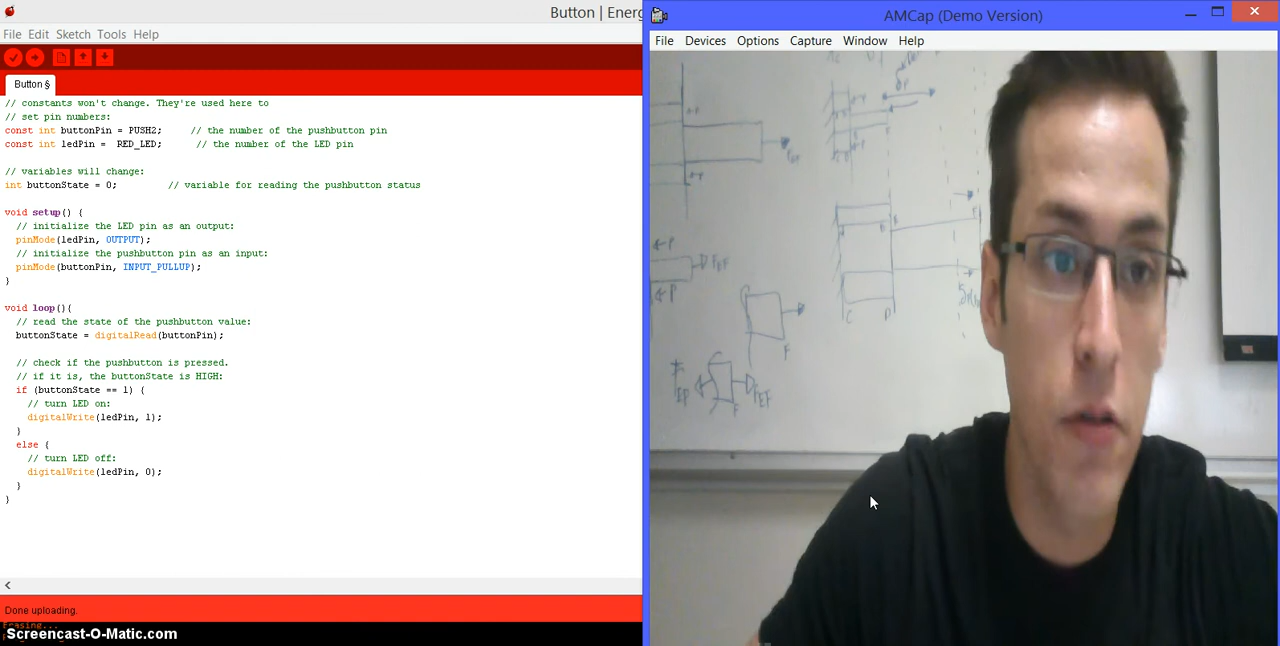 Button | Energ
File Edit Sketch Tools Help
Button §
// constants won't change. They're used here to
// set pin numbers:
const int buttonPin = PUSH2;     // the number of the pushbutton pin
const int ledPin =  RED_LED;      // the number of the LED pin
// variables will change:
int buttonState = 0;         // variable for reading the pushbutton status
void setup() {
// initialize the LED pin as an output:
pinMode(ledPin, OUTPUT);
// initialize the pushbutton pin as an input:
pinMode(buttonPin, INPUT_PULLUP);
}
void loop(){
// read the state of the pushbutton value:
buttonState = digitalRead(buttonPin);
// check if the pushbutton is pressed.
// if it is, the buttonState is HIGH:
if (buttonState == 1) {
// turn LED on:
digitalWrite(ledPin, 1);
}
else {
// turn LED off:
digitalWrite(ledPin, 0);
}
}
<
Done uploading.
Erasing...
Screencast-O-Matic.com
AMCap (Demo Version)
File Devices Options Capture Window Help
P
P
C D
F
C
F